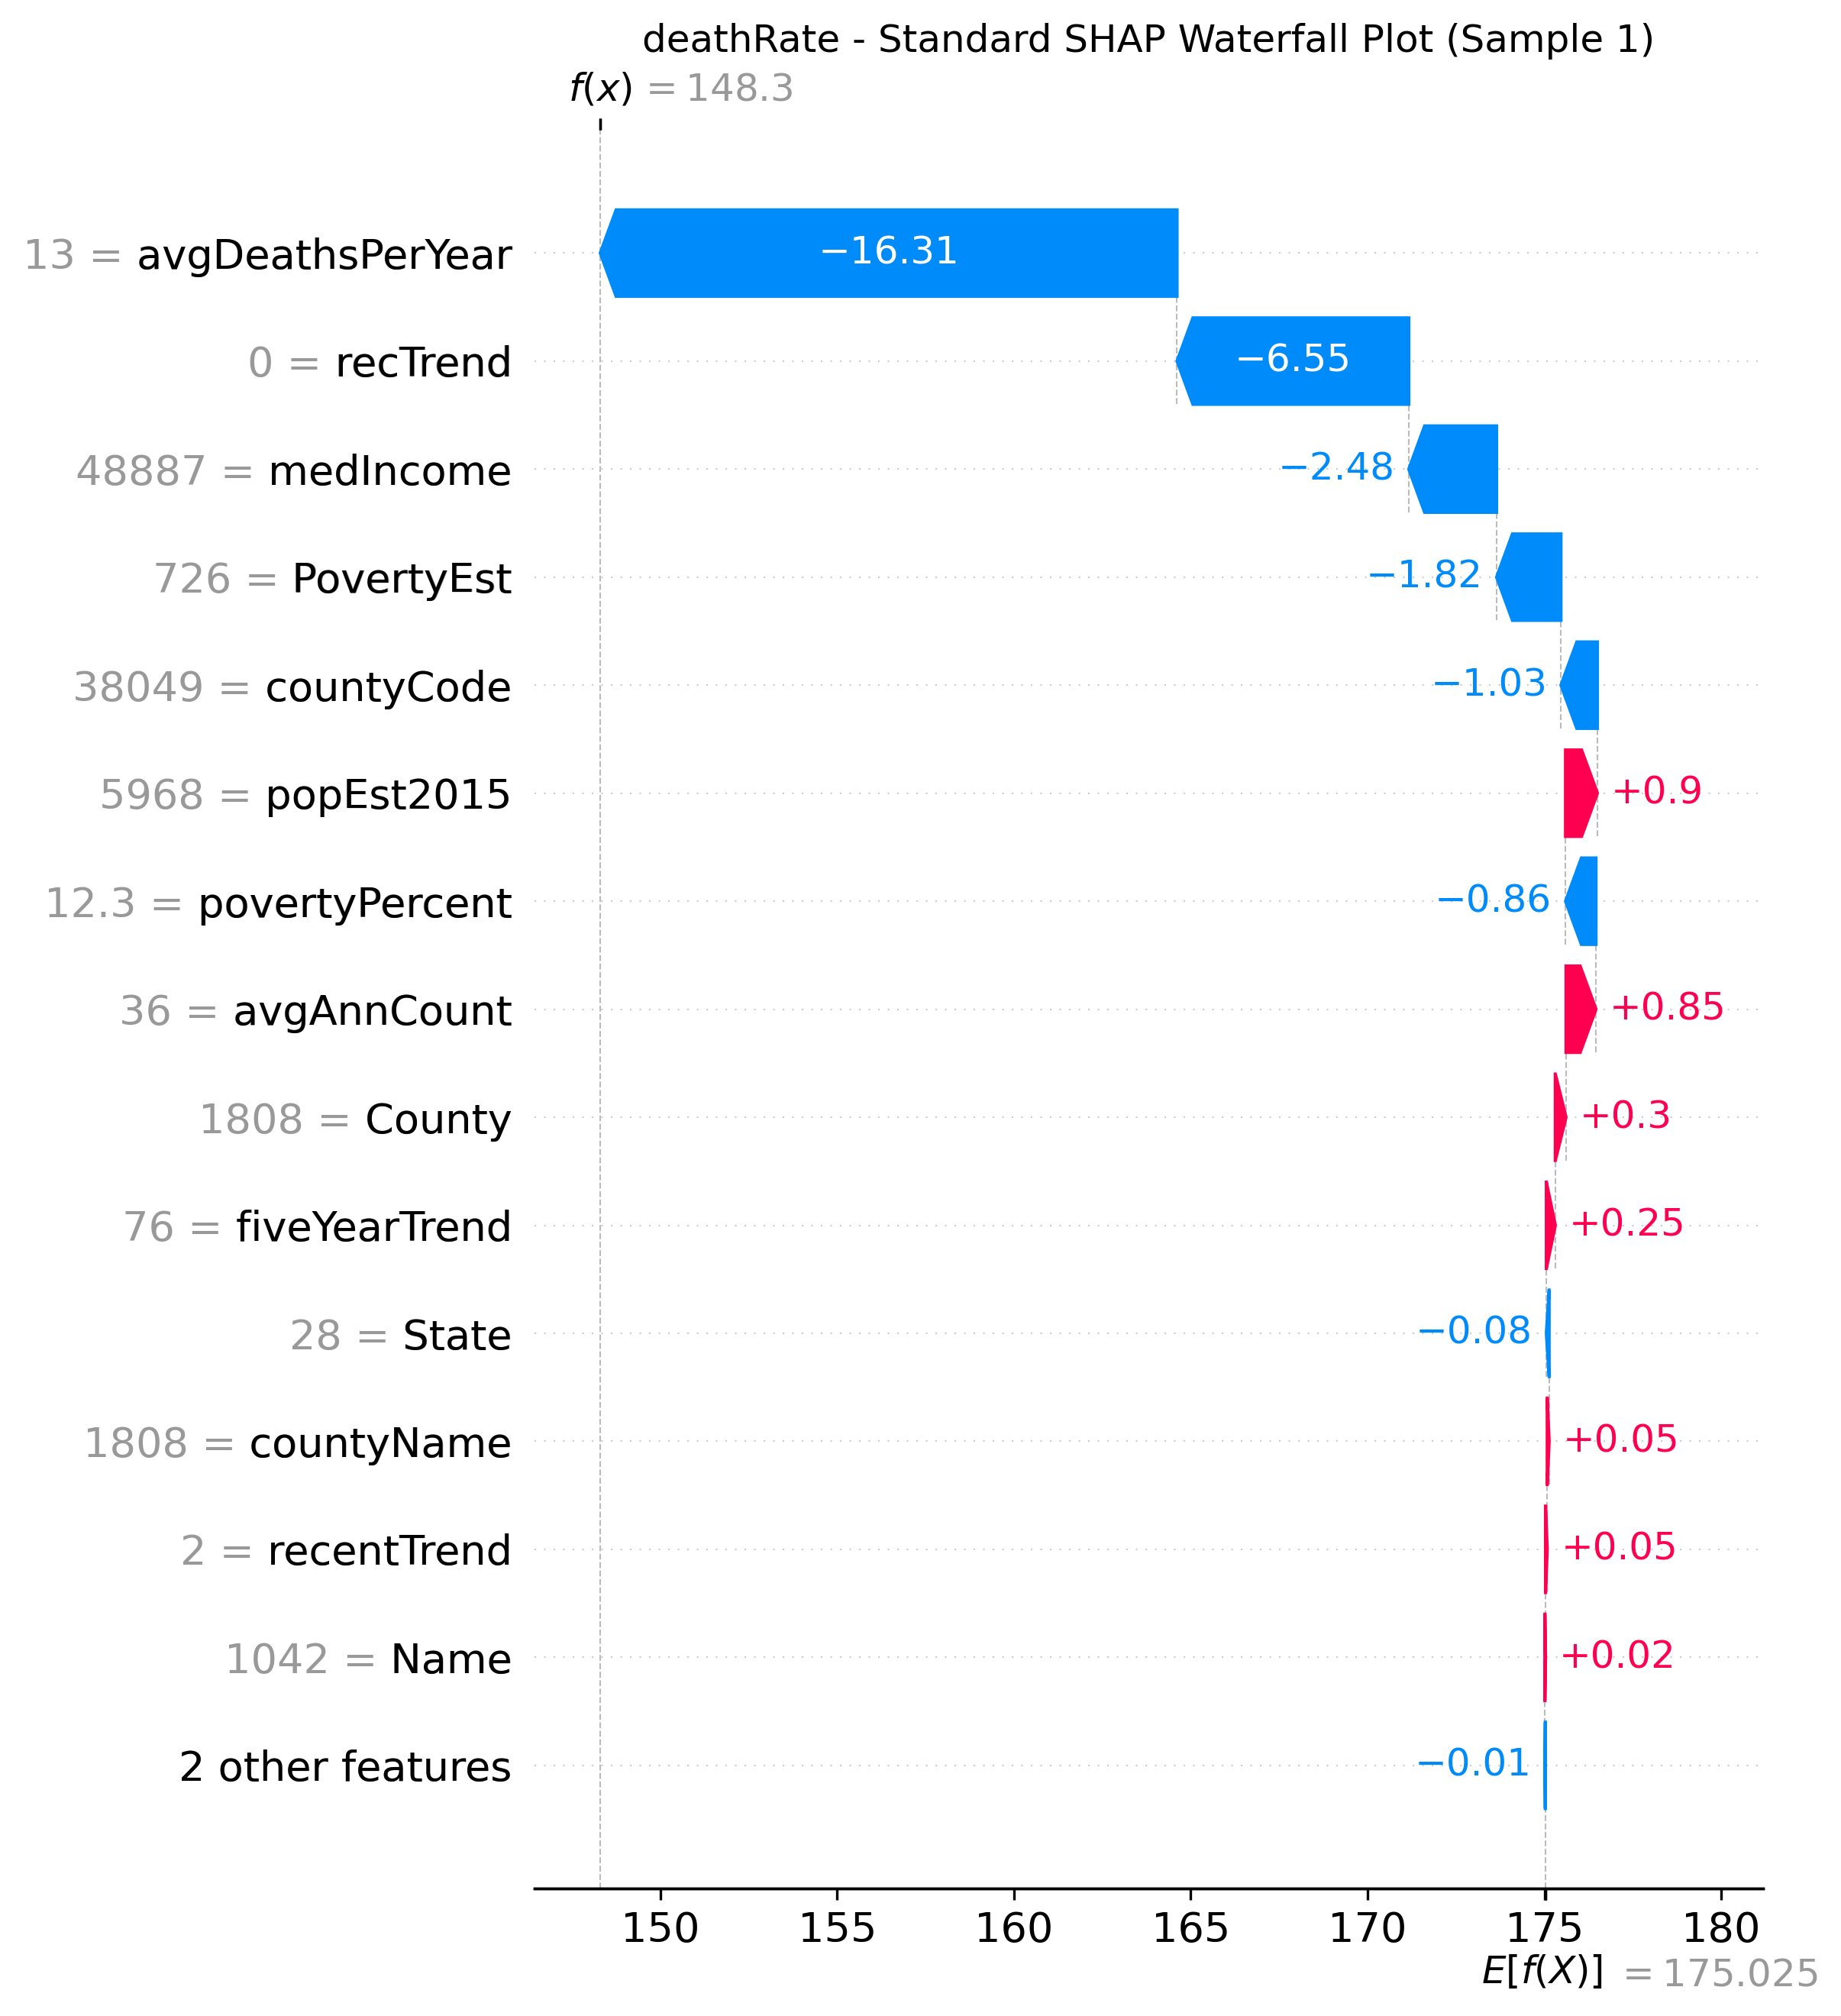 deathRate - Standard SHAP Waterfall Plot (Sample 1)
f(x) = 148.3
13 = avgDeathsPerYear −16.31
0 = recTrend −6.55
48887 = medIncome −2.48
726 = PovertyEst −1.82
38049 = countyCode −1.03
5968 = popEst2015 +0.9
12.3 = povertyPercent −0.86
36 = avgAnnCount +0.85
1808 = County +0.3
76 = fiveYearTrend +0.25
28 = State −0.08
1808 = countyName +0.05
2 = recentTrend +0.05
1042 = Name +0.02
2 other features −0.01
150 155 160 165 170 175 180
E[f(X)] = 175.025